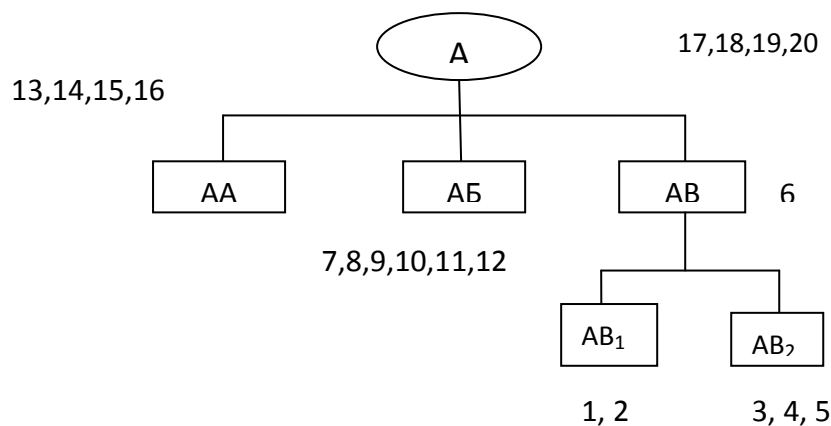 А
17,18,19,20
13,14,15,16
АА
АБ
АВ
6
7,8,9,10,11,12
АВ₁
АВ₂
1, 2
3, 4, 5